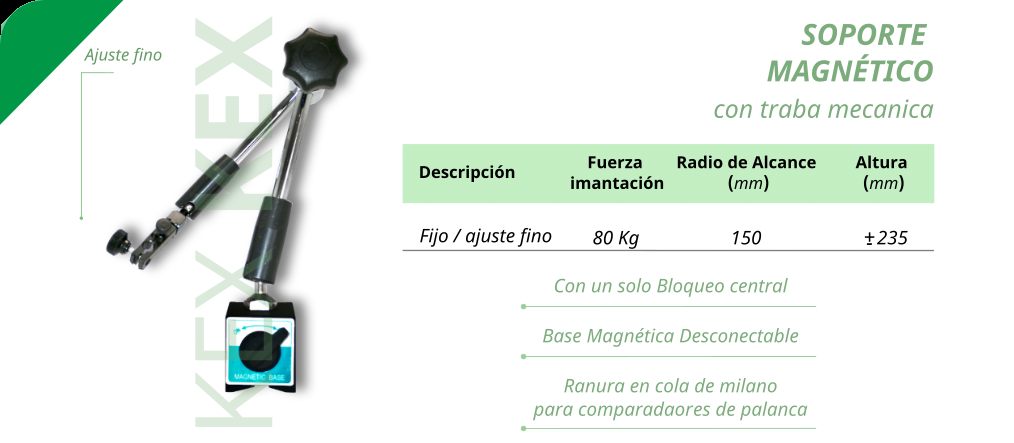 Ajuste fino
KEX KEX
SOPORTE
MAGNÉTICO
con traba mecanica
Descripción Fuerza imantación Radio de Alcance (mm) Altura (mm)
Fijo / ajuste fino 80 Kg 150 ±235
Con un solo Bloqueo central
Base Magnética Desconectable
Ranura en cola de milano
para comparadaores de palanca
MAGNETIC BASE